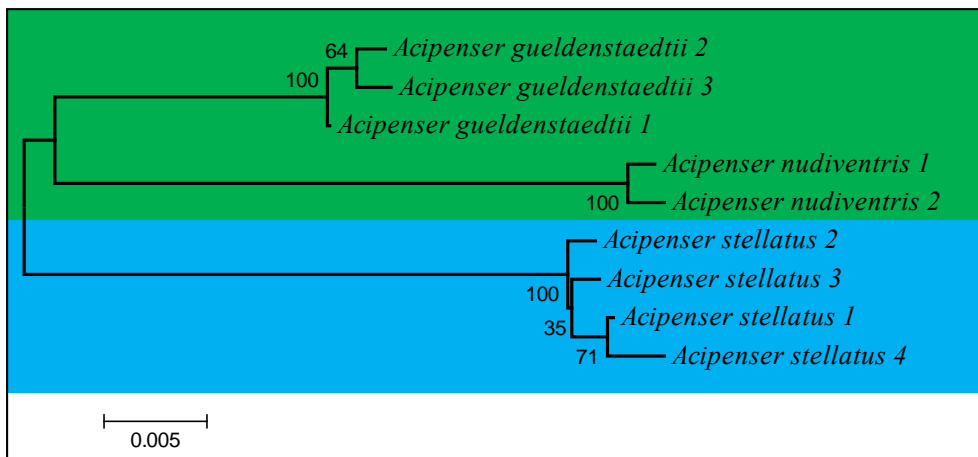 64
Acipenser gueldenstaedtii 2
100
Acipenser gueldenstaedtii 3
Acipenser gueldenstaedtii 1
Acipenser nudiventris 1
100
Acipenser nudiventris 2
Acipenser stellatus 2
Acipenser stellatus 3
100
Acipenser stellatus 1
35
Acipenser stellatus 4
71
0.005